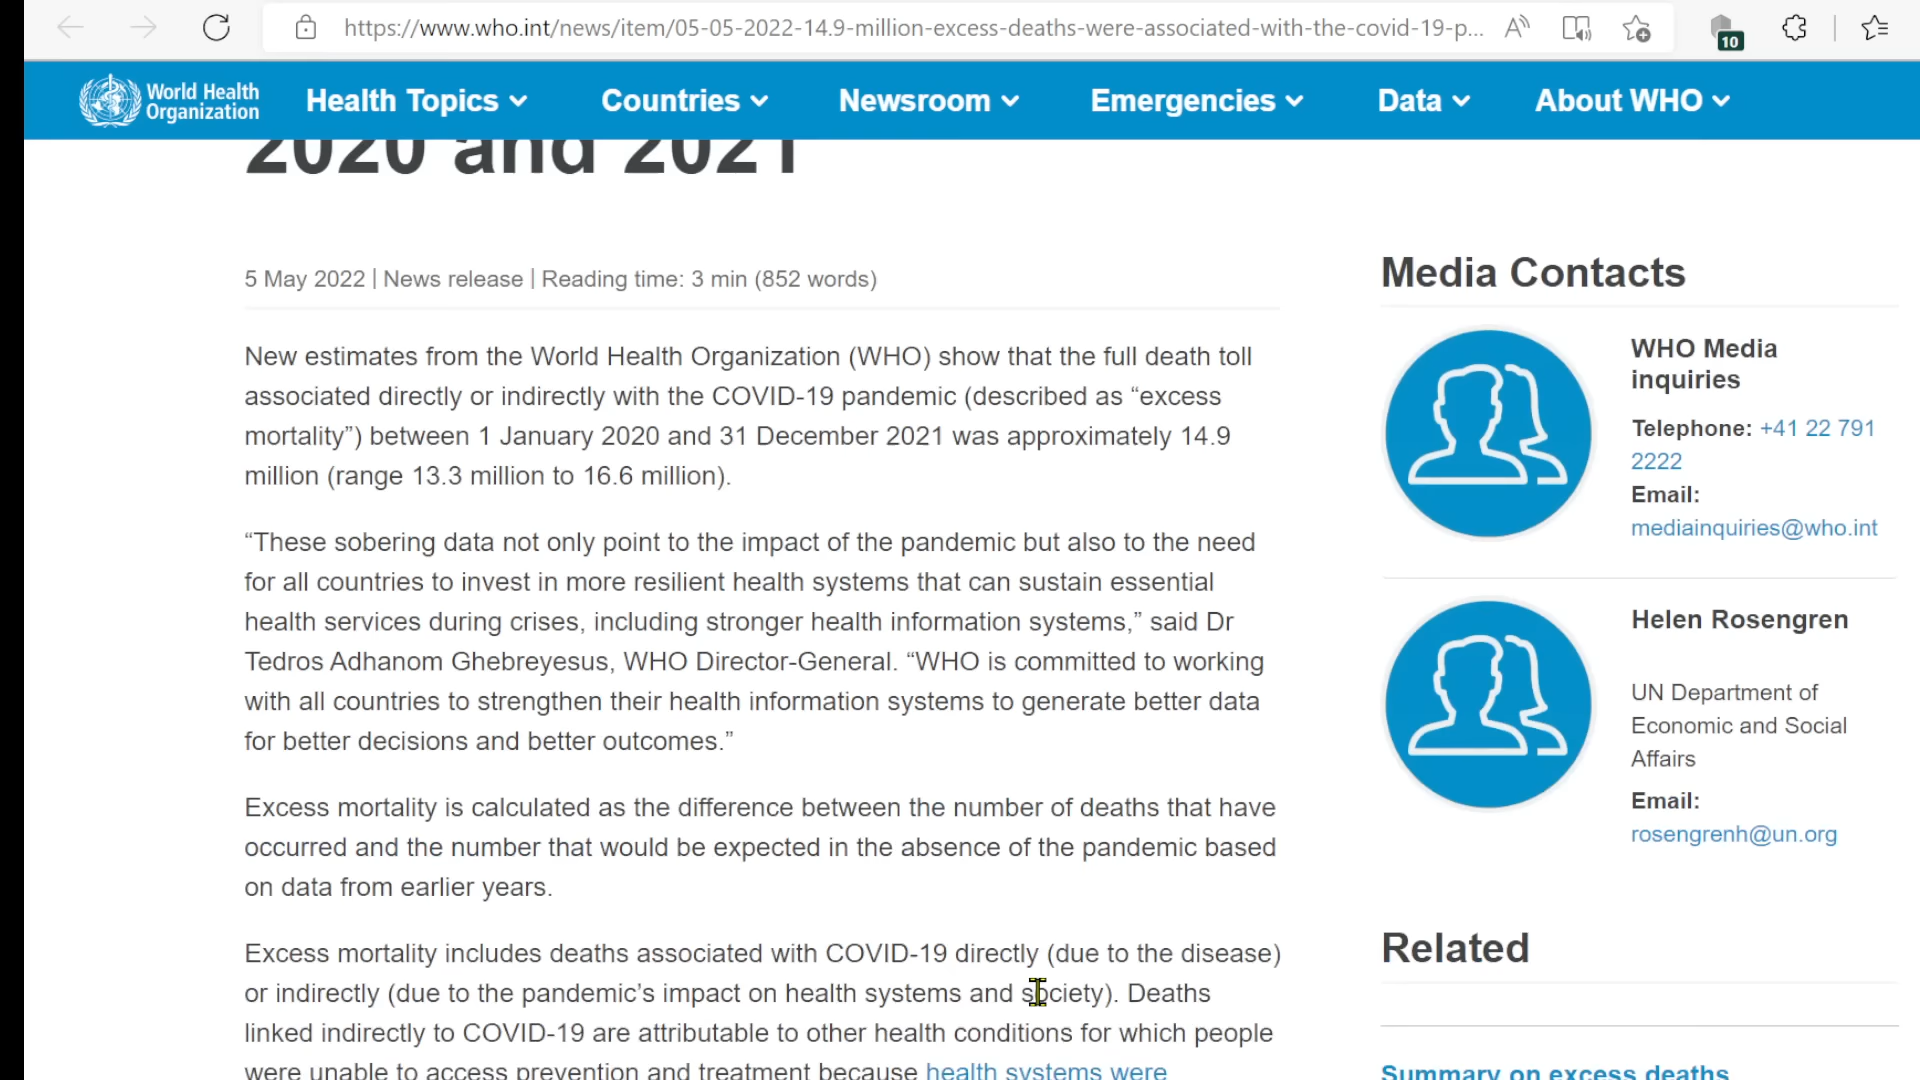 https://www.who.int/news/item/05-05-2022-14.9-million-excess-deaths-were-associated-with-the-covid-19-p...
10
World Health
Organization
Health Topics
Countries
Newsroom
Emergencies
Data
About WHO
2020 and 2021
5 May 2022 | News release | Reading time: 3 min (852 words)
New estimates from the World Health Organization (WHO) show that the full death toll
associated directly or indirectly with the COVID-19 pandemic (described as “excess
mortality”) between 1 January 2020 and 31 December 2021 was approximately 14.9
million (range 13.3 million to 16.6 million).
“These sobering data not only point to the impact of the pandemic but also to the need
for all countries to invest in more resilient health systems that can sustain essential
health services during crises, including stronger health information systems,” said Dr
Tedros Adhanom Ghebreyesus, WHO Director-General. “WHO is committed to working
with all countries to strengthen their health information systems to generate better data
for better decisions and better outcomes.”
Excess mortality is calculated as the difference between the number of deaths that have
occurred and the number that would be expected in the absence of the pandemic based
on data from earlier years.
Excess mortality includes deaths associated with COVID-19 directly (due to the disease)
or indirectly (due to the pandemic’s impact on health systems and society). Deaths
linked indirectly to COVID-19 are attributable to other health conditions for which people
were unable to access prevention and treatment because health systems were
Media Contacts
WHO Media
inquiries
Telephone: +41 22 791
2222
Email:
mediainquiries@who.int
Helen Rosengren
UN Department of
Economic and Social
Affairs
Email:
rosengrenh@un.org
Related
Summary on excess deaths